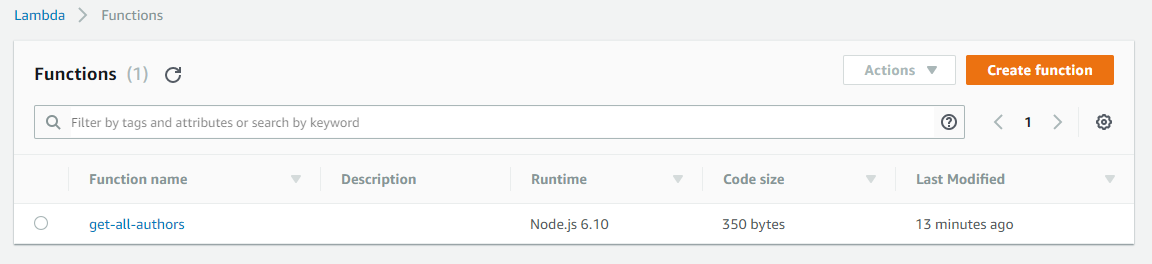 Lambda > Functions
Functions (1)
Actions
Create function
Filter by tags and attributes or search by keyword
1
Function name Description Runtime Code size Last Modified
get-all-authors Node.js 6.10 350 bytes 13 minutes ago